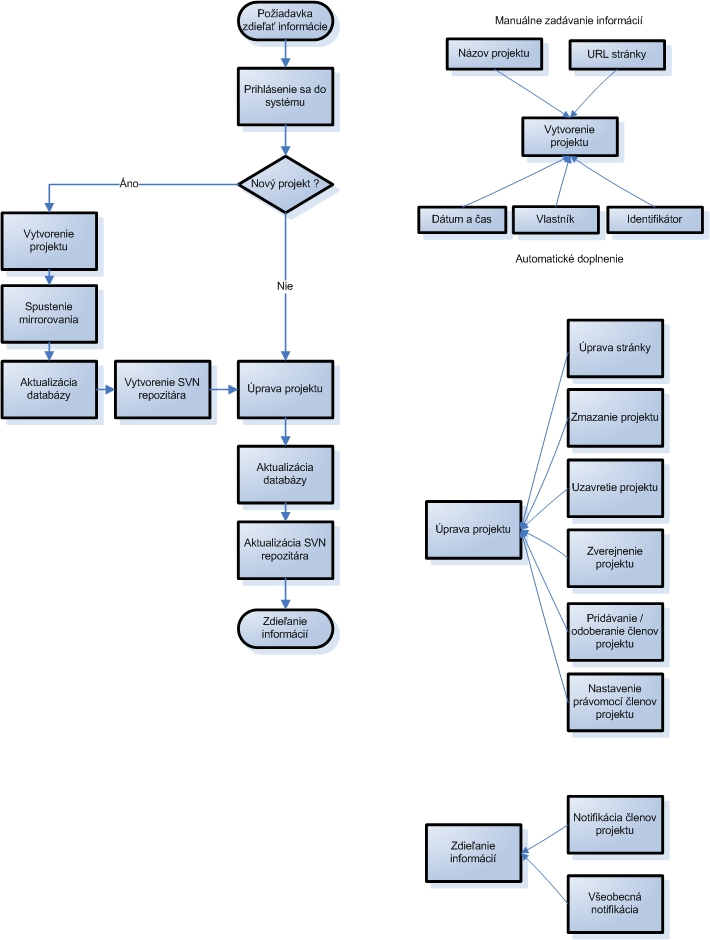 Požiadavka
zdieľať informácie
Prihlásenie sa do
systému
Nový projekt ?
Áno
Nie
Vytvorenie
projektu
Spustenie
mirrorovania
Aktualizácia
databázy
Vytvorenie SVN
repozitára
Úprava projektu
Aktualizácia
databázy
Aktualizácia SVN
repozitára
Zdieľanie
informácií
Manuálne zadávanie informácií
Názov projektu
URL stránky
Vytvorenie
projektu
Dátum a čas
Vlastník
Identifikátor
Automatické doplnenie
Úprava projektu
Úprava stránky
Zmazanie projektu
Uzavretie projektu
Zverejnenie
projektu
Pridávanie /
odoberanie členov
projektu
Nastavenie
právomocí členov
projektu
Zdieľanie
informácií
Notifikácia členov
projektu
Všeobecná
notifikácia